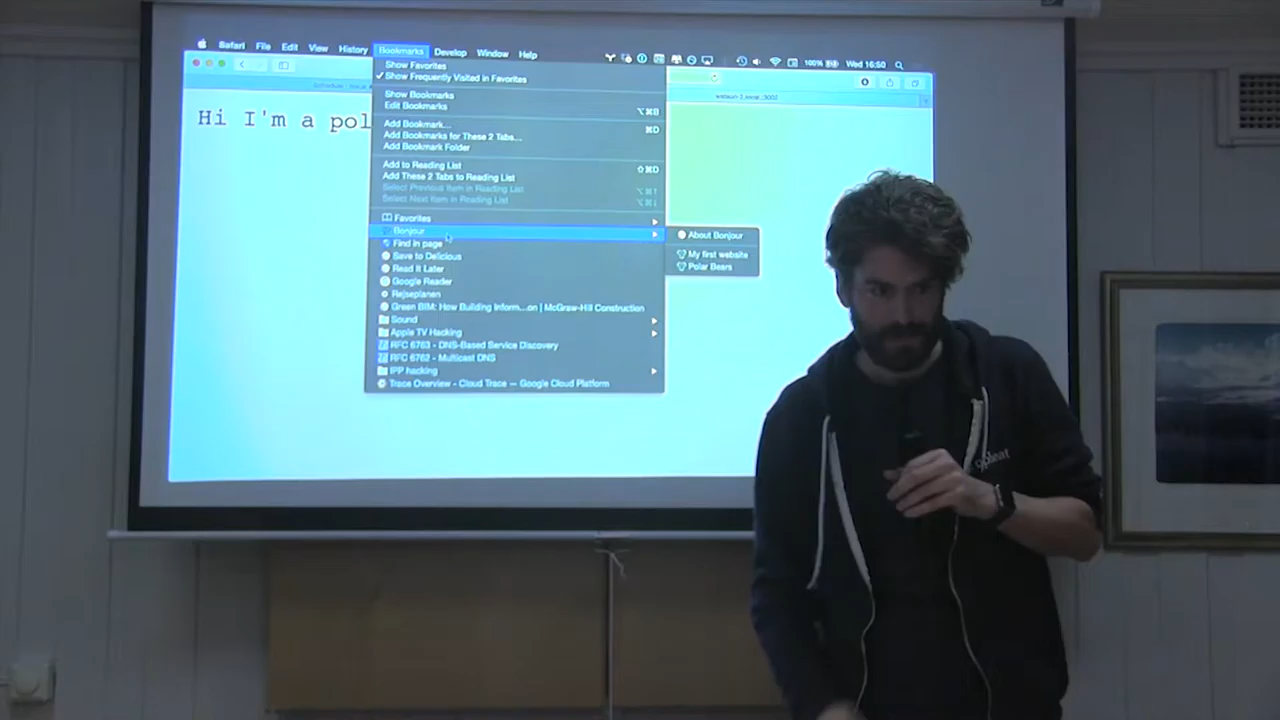 Safari File Edit View History Bookmarks Develop Window Help 100% Wed 16:50
Show Favorites
✓ Show Frequently Visited in Favorites
Show Bookmarks
Edit Bookmarks ⌥⌘B
Add Bookmark... ⌘D
Add Bookmarks for These 2 Tabs...
Add Bookmark Folder
Add to Reading List ⇧⌘D
Add These 2 Tabs to Reading List
Select Previous Item in Reading List ⌥⌘↑
Select Next Item in Reading List ⌥⌘↓
Favorites
Bonjour
Find in page
Save to Delicious
Read It Later
Google Reader
Rejseplanen
Green BIM: How Building Inform...on | McGraw-Hill Construction
Sound
Apple TV Hacking
RFC 6763 - DNS-Based Service Discovery
RFC 6762 - Multicast DNS
IPP hacking
Trace Overview - Cloud Trace — Google Cloud Platform
About Bonjour
My first website
Polar Bears
Hi I'm a pol